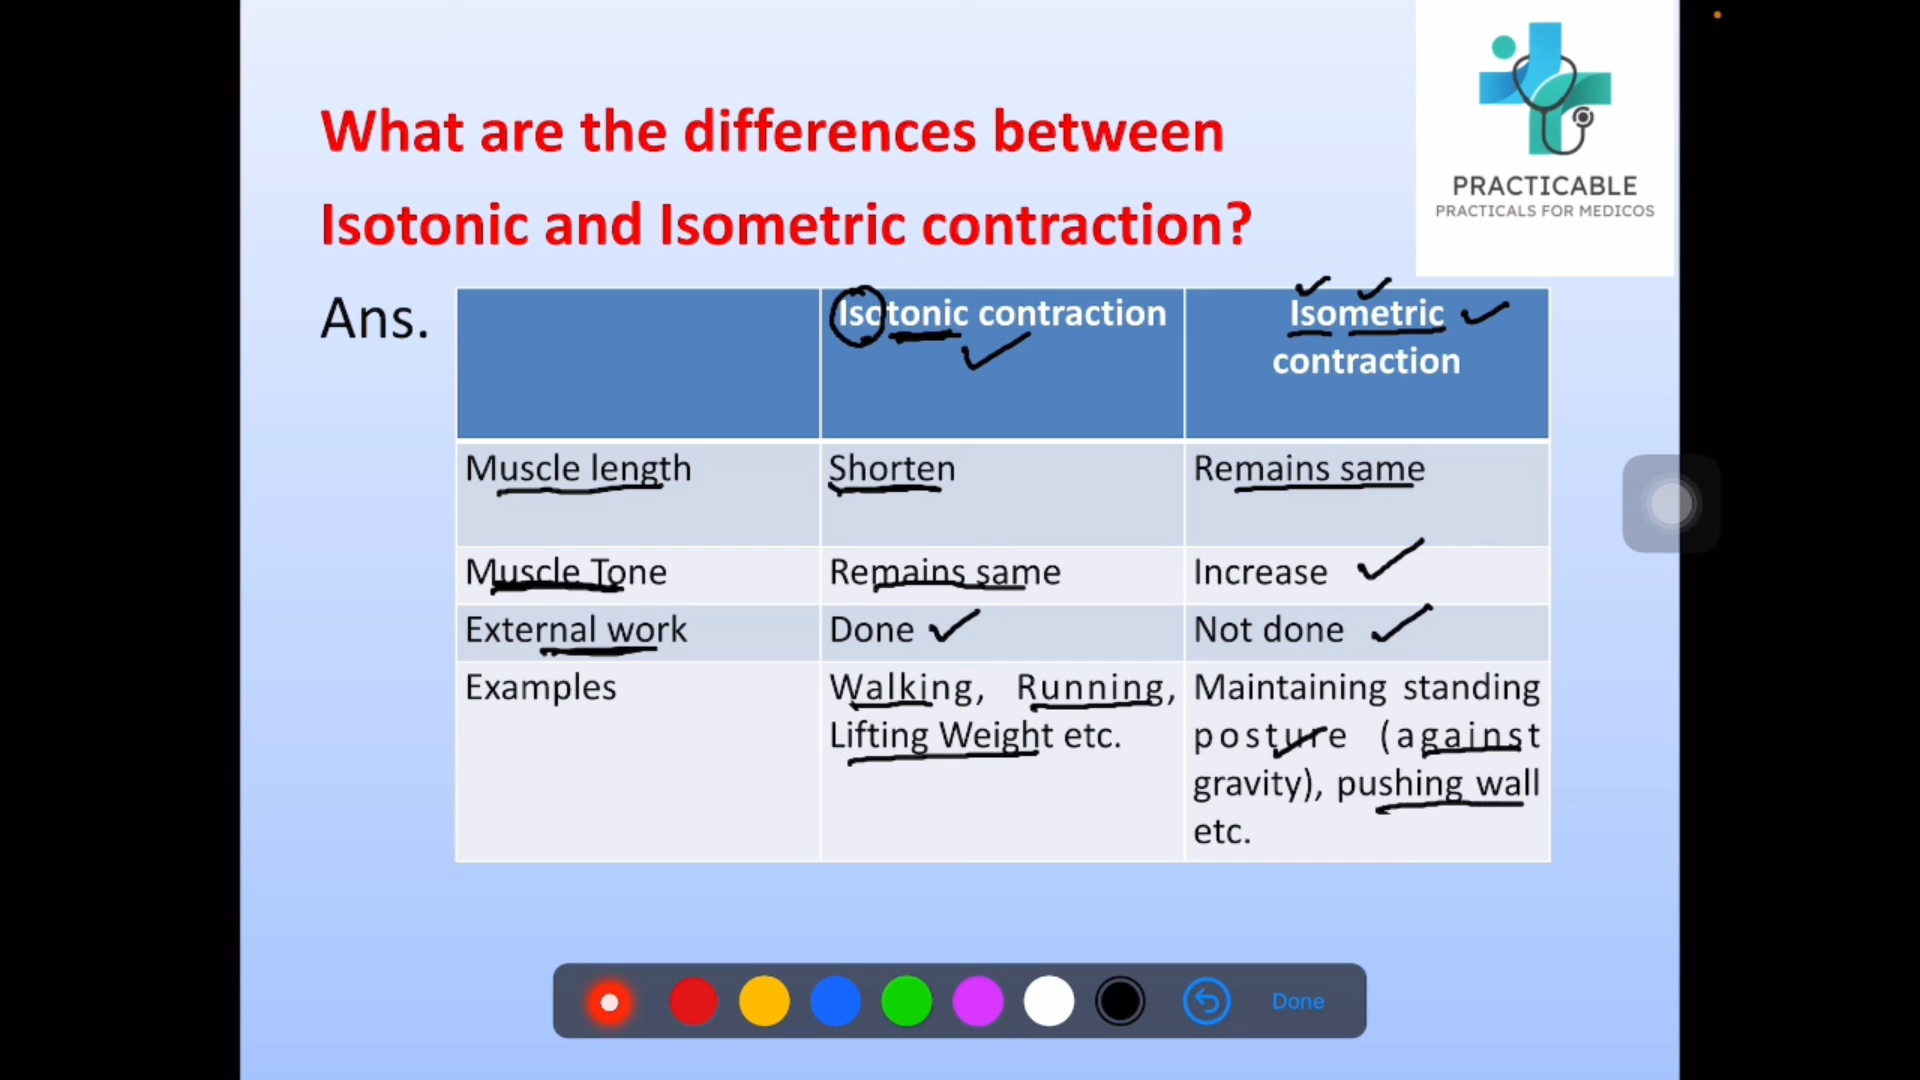 PRACTICABLE
PRACTICALS FOR MEDICOS
What are the differences between
Isotonic and Isometric contraction?
Ans.
Isotonic contraction
Isometric
contraction
Muscle length
Shorten
Remains same
Muscle Tone
Remains same
Increase
External work
Done
Not done
Examples
Walking, Running,
Lifting Weight etc.
Maintaining standing
posture (against
gravity), pushing wall
etc.
Done